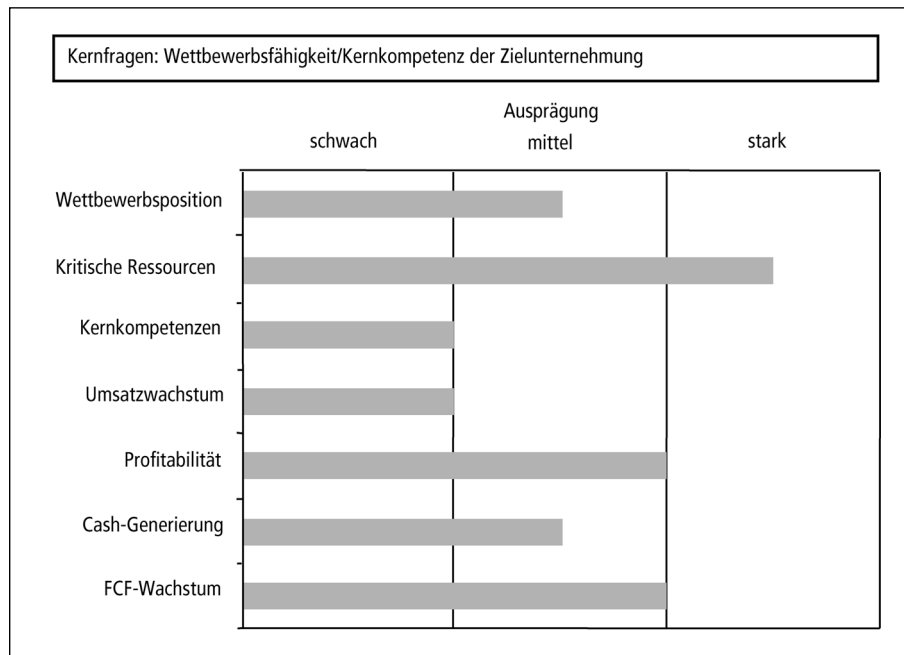 Kernfragen: Wettbewerbsfähigkeit/Kernkompetenz der Zielunternehmung
Ausprägung
schwach mittel stark
Wettbewerbsposition
Kritische Ressourcen
Kernkompetenzen
Umsatzwachstum
Profitabilität
Cash-Generierung
FCF-Wachstum